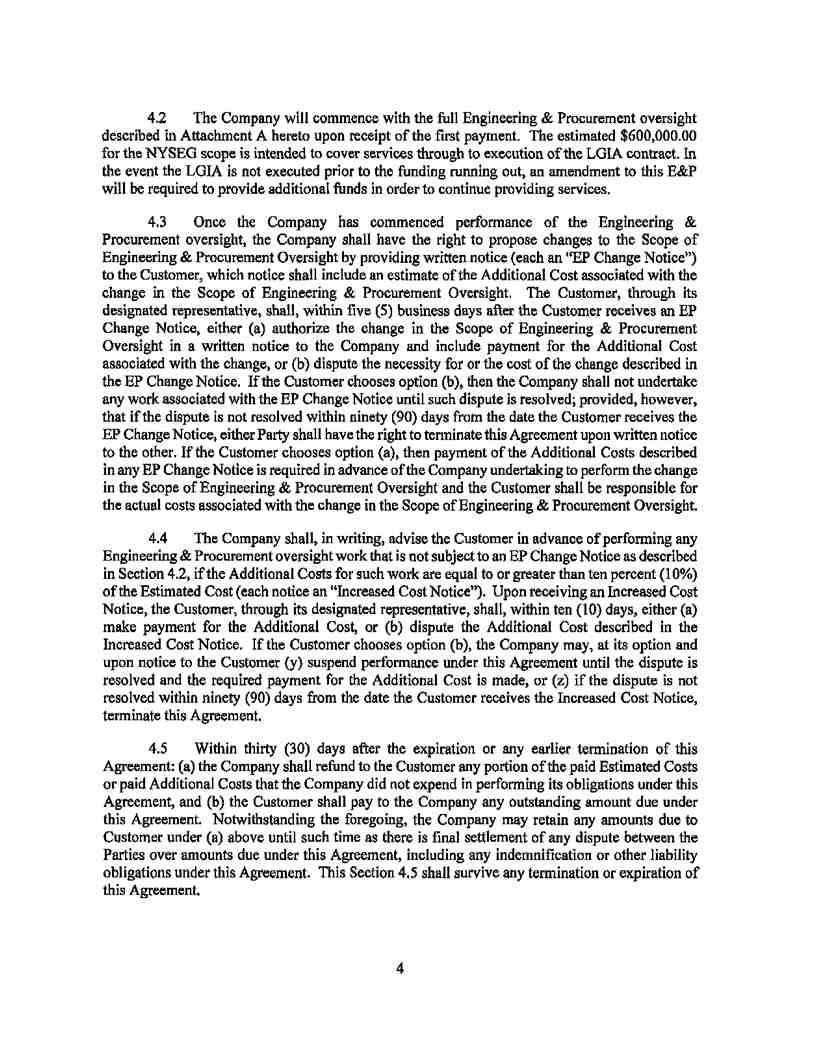 4.2 The Company will commence with the full Engineering & Procurement oversight
described in Attachment A hereto upon receipt of the first payment. The estimated $600,000.00
for the NYSEG scope is intended to cover services through to execution of the LGIA contract. In
the event the LGIA is not executed prior to the funding running out, an amendment to this E&P
will be required to provide additional funds in order to continue providing services.
4.3 Once the Company has commenced performance of the Engineering &
Procurement oversight, the Company shall have the right to propose changes to the Scope of
Engineering & Procurement Oversight by providing written notice (each an "EP Change Notice")
to the Customer, which notice shall include an estimate of the Additional Cost associated with the
change in the Scope of Engineering & Procurement Oversight. The Customer, through its
designated representative, shall, within five (5) business days after the Customer receives an EP
Change Notice, either (a) authorize the change in the Scope of Engineering & Procurement
Oversight in a written notice to the Company and include payment for the Additional Cost
associated with the change, or (b) dispute the necessity for or the cost of the change described in
the EP Change Notice. If the Customer chooses option (b), then the Company shall not undertake
any work associated with the EP Change Notice until such dispute is resolved; provided, however,
that if the dispute is not resolved within ninety (90) days from the date the Customer receives the
EP Change Notice, either Party shall have the right to terminate this Agreement upon written notice
to the other. If the Customer chooses option (a), then payment of the Additional Costs described
in any EP Change Notice is required in advance of the Company undertaking to perform the change
in the Scope of Engineering & Procurement Oversight and the Customer shall be responsible for
the actual costs associated with the change in the Scope of Engineering & Procurement Oversight.
4.4 The Company shall, in writing, advise the Customer in advance of performing any
Engineering & Procurement oversight work that is not subject to an EP Change Notice as described
in Section 4.2, if the Additional Costs for such work are equal to or greater than ten percent (10%)
of the Estimated Cost (each notice an "Increased Cost Notice"). Upon receiving an Increased Cost
Notice, the Customer, through its designated representative, shall, within ten (10) days, either (a)
make payment for the Additional Cost, or (b) dispute the Additional Cost described in the
Increased Cost Notice. If the Customer chooses option (b), the Company may, at its option and
upon notice to the Customer (y) suspend performance under this Agreement until the dispute is
resolved and the required payment for the Additional Cost is made, or (z) if the dispute is not
resolved within ninety (90) days from the date the Customer receives the Increased Cost Notice,
terminate this Agreement.
4.5 Within thirty (30) days after the expiration or any earlier termination of this
Agreement: (a) the Company shall refund to the Customer any portion of the paid Estimated Costs
or paid Additional Costs that the Company did not expend in performing its obligations under this
Agreement, and (b) the Customer shall pay to the Company any outstanding amount due under
this Agreement. Notwithstanding the foregoing, the Company may retain any amounts due to
Customer under (a) above until such time as there is final settlement of any dispute between the
Parties over amounts due under this Agreement, including any indemnification or other liability
obligations under this Agreement. This Section 4.5 shall survive any termination or expiration of
this Agreement.
4